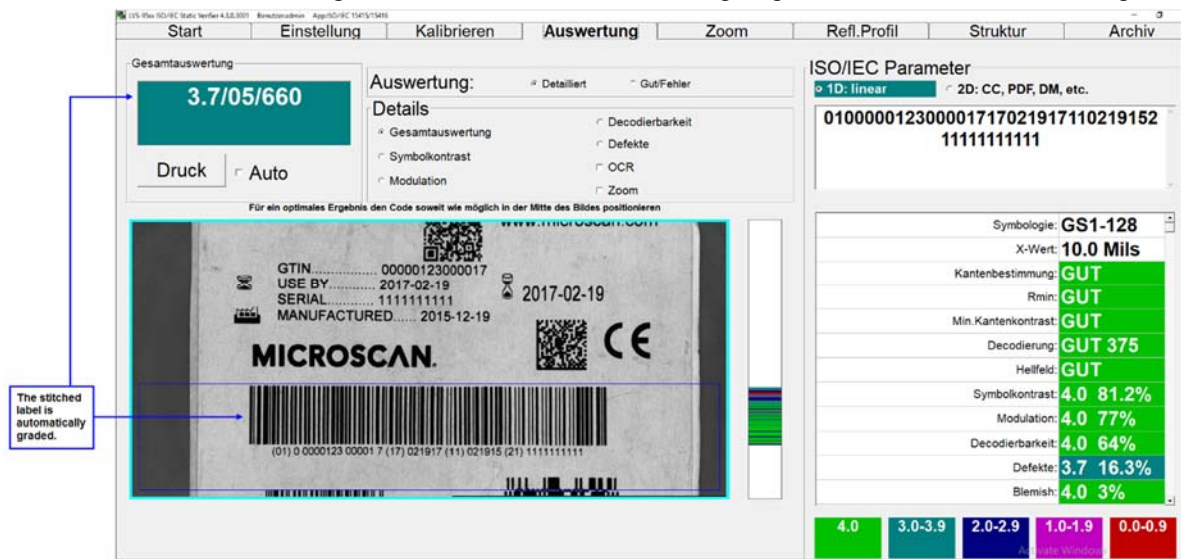 LVS-95xx ISO/IEC Static Verifier 4.3.0.3001 Benutzeradmin App:ISO/IEC 15415/15416
Start Einstellung Kalibrieren Auswertung Zoom Refl.Profil Struktur Archiv
Gesamtauswertung
3.7/05/660
Druck Auto
Auswertung: Detailliert Gut/Fehler
Details
Gesamtauswertung
Symbolkontrast
Modulation
Decodierbarkeit
Defekte
OCR
Zoom
ISO/IEC Parameter
1D: linear 2D: CC, PDF, DM, etc.
010000012300001717021917110219152
11111111111
Für ein optimales Ergebnis den Code soweit wie möglich in der Mitte des Bildes positionieren
www.microscan.com
GTIN................ 00000123000017
USE BY........... 2017-02-19
SERIAL............ 1111111111
MANUFACTURED...... 2015-12-19
2017-02-19
MICROSCAN.
CE
(01) 0 0000123 00001 7 (17) 021917 (11) 021915 (21) 1111111111
The stitched
label is
automatically
graded.
Symbologie: GS1-128
X-Wert: 10.0 Mils
Kantenbestimmung: GUT
Rmin: GUT
Min.Kantenkontrast: GUT
Decodierung: GUT 375
Hellfeld: GUT
Symbolkontrast: 4.0 81.2%
Modulation: 4.0 77%
Decodierbarkeit: 4.0 64%
Defekte: 3.7 16.3%
Blemish: 4.0 3%
4.0 3.0-3.9 2.0-2.9 1.0-1.9 0.0-0.9
Activate Windows